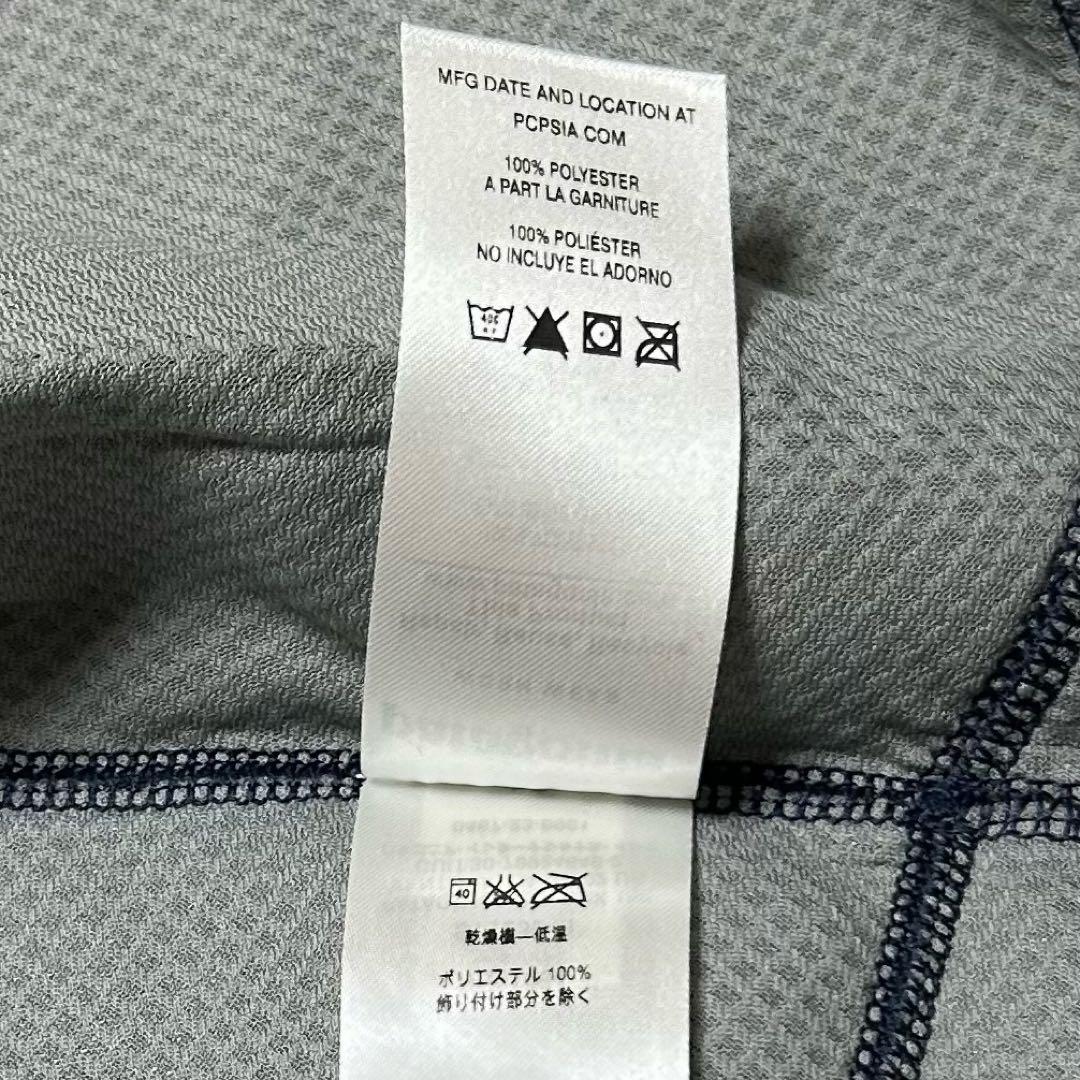 MFG DATE AND LOCATION AT
PCPSIA.COM
100% POLYESTER
A PART LA GARNITURE
100% POLIÉSTER
NO INCLUYE EL ADORNO
40
乾燥機—低温
ポリエステル 100%
飾り付け部分を除く